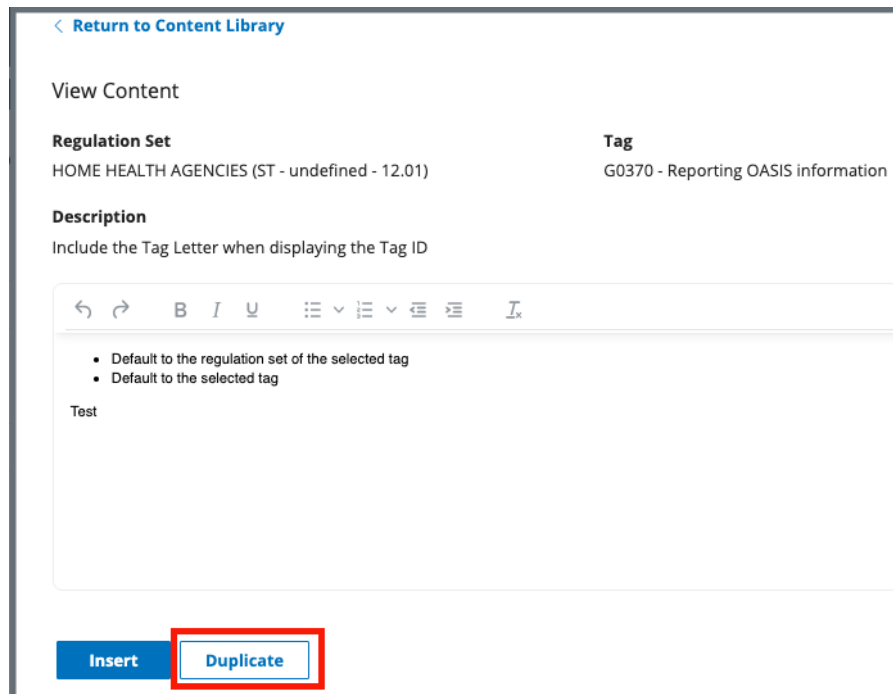 Return to Content Library
View Content
Regulation Set
Tag
HOME HEALTH AGENCIES (ST - undefined - 12.01)
G0370 - Reporting OASIS information
Description
Include the Tag Letter when displaying the Tag ID
B I U
• Default to the regulation set of the selected tag
• Default to the selected tag
Test
Insert
Duplicate